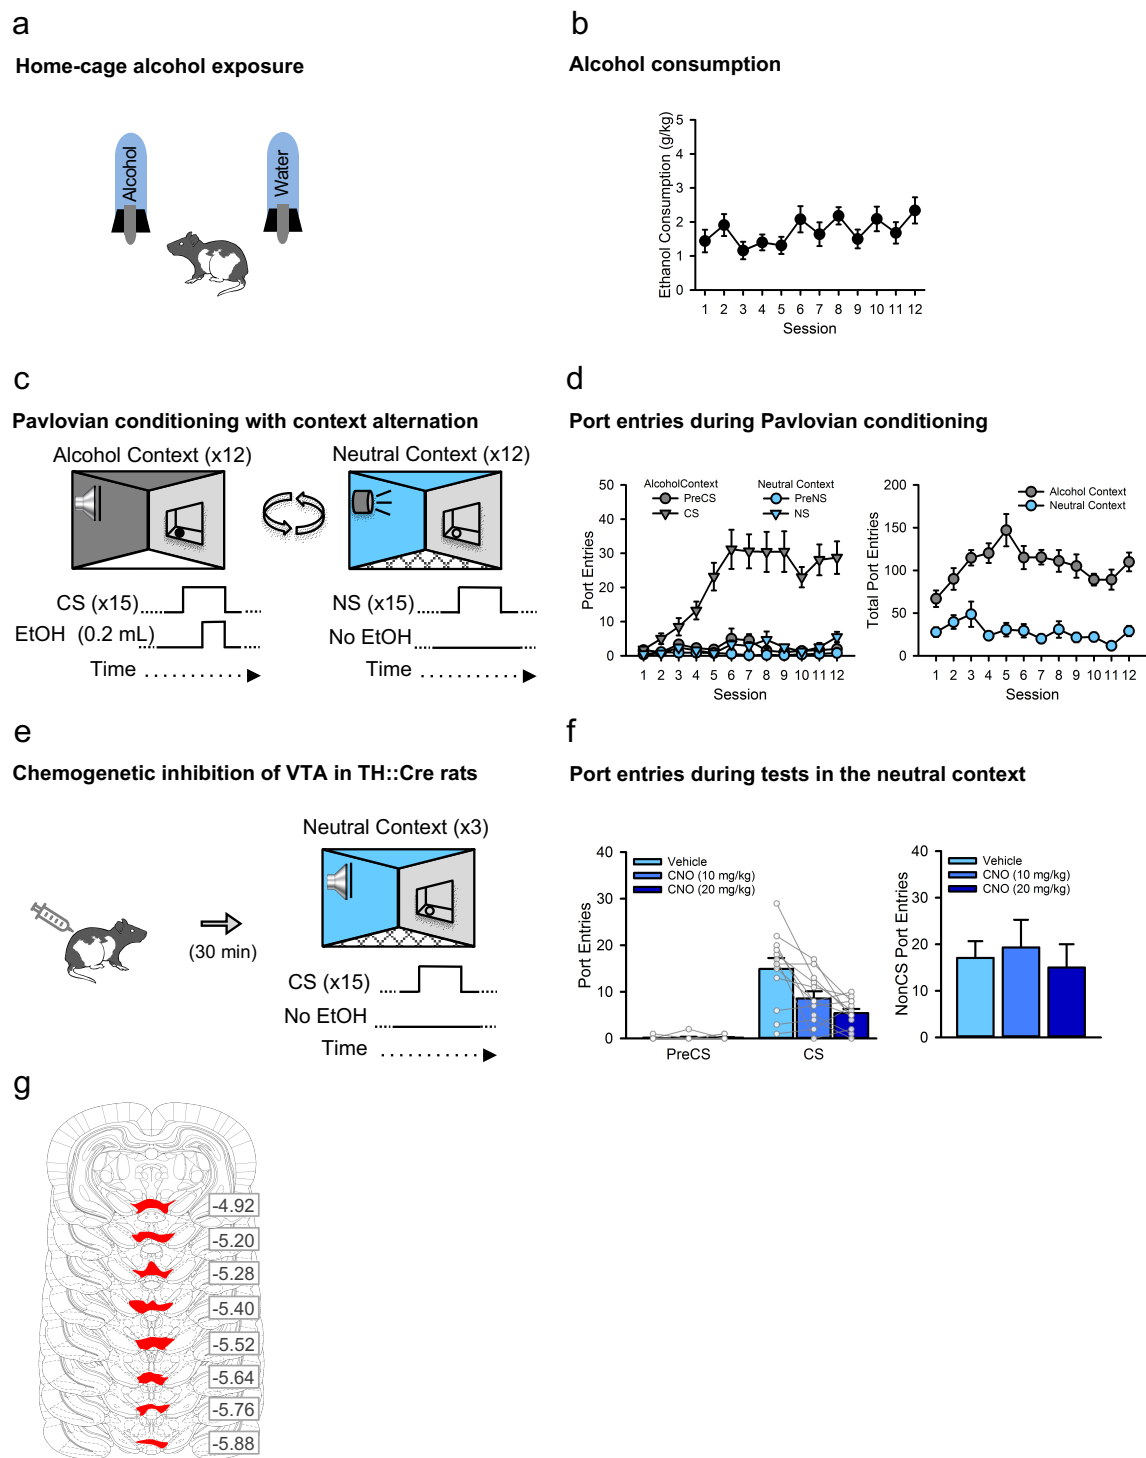 a
Home-cage alcohol exposure
Alcohol
Water
b
Alcohol consumption
Ethanol Consumption (g/kg)
5
4
3
2
1
0
1 2 3 4 5 6 7 8 9 10 11 12
Session
c
Pavlovian conditioning with context alternation
Alcohol Context (x12)
Neutral Context (x12)
CS (x15)
EtOH (0.2 mL)
Time
NS (x15)
No EtOH
Time
d
Port entries during Pavlovian conditioning
AlcoholContext
PreCS
CS
Neutral Context
PreNS
NS
Port Entries
50
40
30
20
10
0
1 2 3 4 5 6 7 8 9 10 11 12
Session
Alcohol Context
Neutral Context
Total Port Entries
200
150
100
50
0
1 2 3 4 5 6 7 8 9 10 11 12
Session
e
Chemogenetic inhibition of VTA in TH::Cre rats
(30 min)
Neutral Context (x3)
CS (x15)
No EtOH
Time
f
Port entries during tests in the neutral context
Vehicle
CNO (10 mg/kg)
CNO (20 mg/kg)
Port Entries
40
30
20
10
0
PreCS
CS
Vehicle
CNO (10 mg/kg)
CNO (20 mg/kg)
NonCS Port Entries
40
30
20
10
0
g
-4.92
-5.20
-5.28
-5.40
-5.52
-5.64
-5.76
-5.88